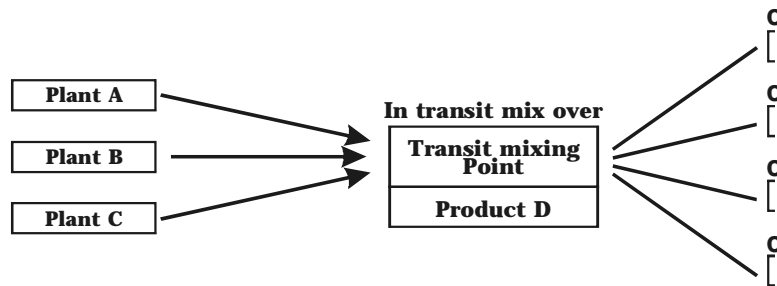 Plant A
Plant B
Plant C
In transit mix over
Transit mixing
Point
Product D